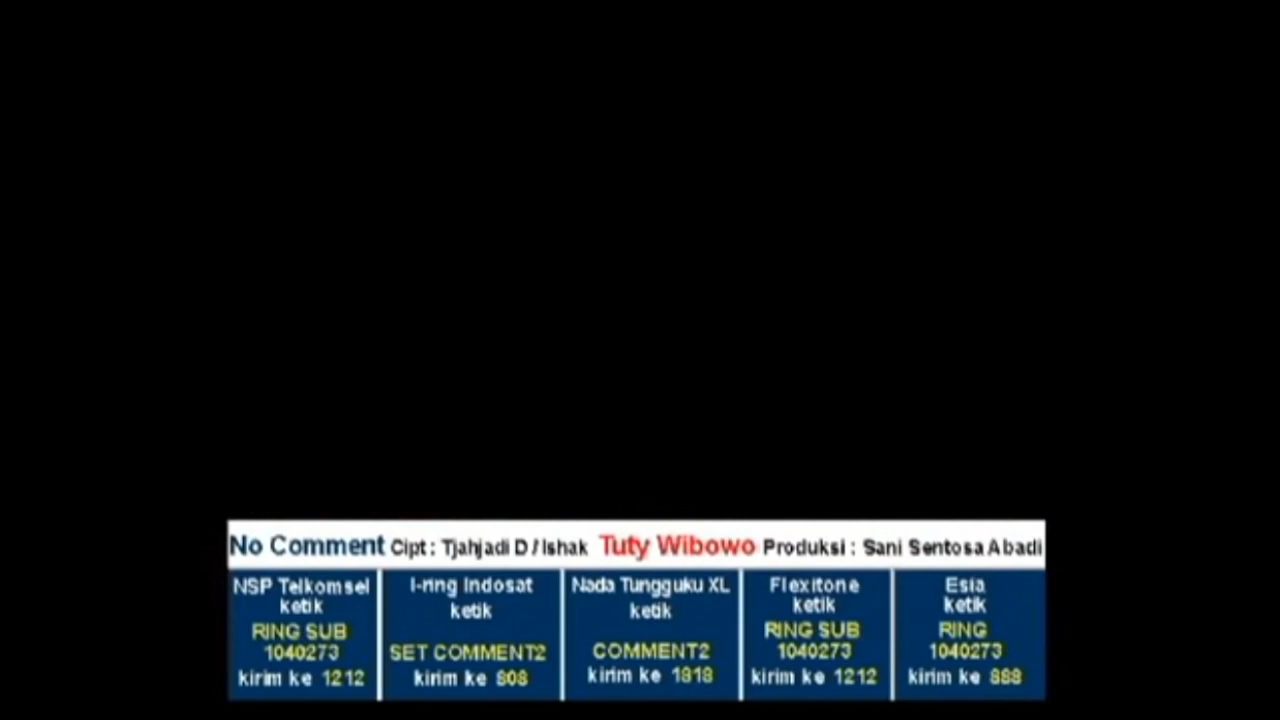 No Comment Cipt : Tjahjadi D / Ishak Tuty Wibowo Produksi : Sani Sentosa Abadi
NSP Telkomsel
ketik
RING SUB
1040273
kirim ke 1212
I-ring Indosat
ketik
SET COMMENT2
kirim ke 808
Nada Tungguku XL
ketik
COMMENT2
kirim ke 1818
Flexitone
ketik
RING SUB
1040273
kirim ke 1212
Esia
ketik
RING
1040273
kirim ke 888